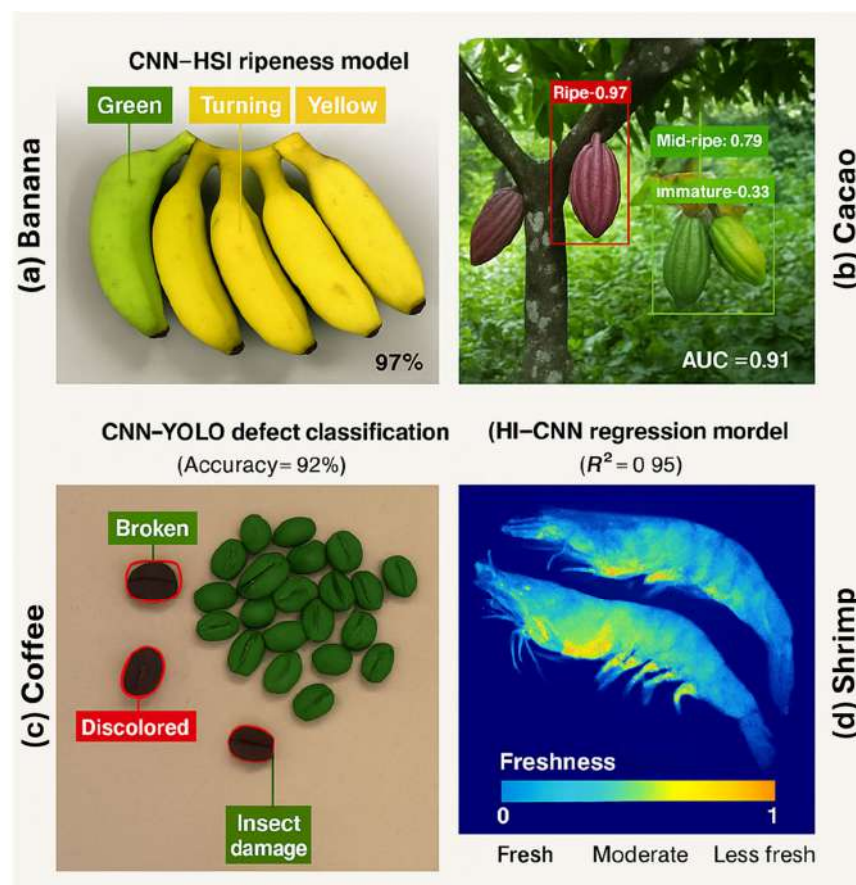 (a) Banana
CNN–HSI ripeness model
Green
Turning
Yellow
97%
(b) Cacao
Ripe-0.97
Mid-ripe: 0.79
ımmature-0.33
AUC =0.91
(c) Coffee
CNN–YOLO defect classification
(Accuracy= 92%)
Broken
Discolored
Insect
damage
(d) Shrimp
(HI–CNN regression mordel
(R² = 0 95)
Freshness
0
1
Fresh
Moderate
Less fresh